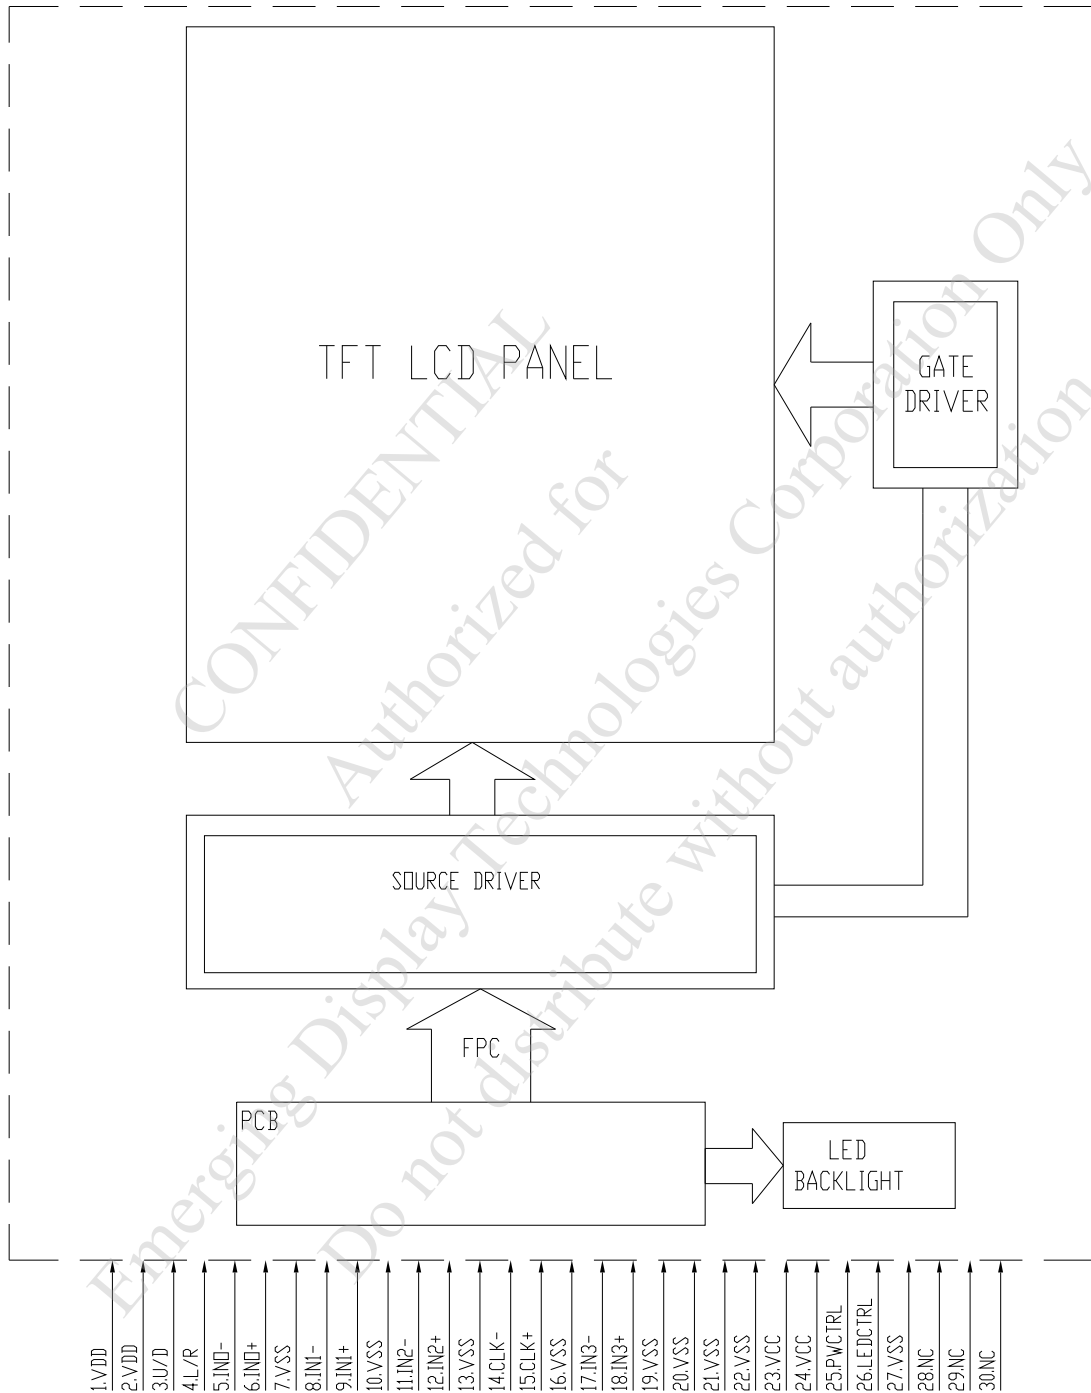 TFT LCD PANEL
GATE
DRIVER
SOURCE DRIVER
FPC
PCB
LED
BACKLIGHT
1.VDD
2.VDD
3.U/D
4.L/R
5.IN0-
6.IN0+
7.VSS
8.IN1-
9.IN1+
10.VSS
11.IN2-
12.IN2+
13.VSS
14.CLK-
15.CLK+
16.VSS
17.IN3-
18.IN3+
19.VSS
20.VSS
21.VSS
22.VSS
23.VCC
24.VCC
25.PWCTRL
26.LEDCTRL
27.VSS
28.NC
29.NC
30.NC
CONFIDENTIAL
Authorized for
Emerging Display Technologies Corporation Only
Do not distribute without authorization